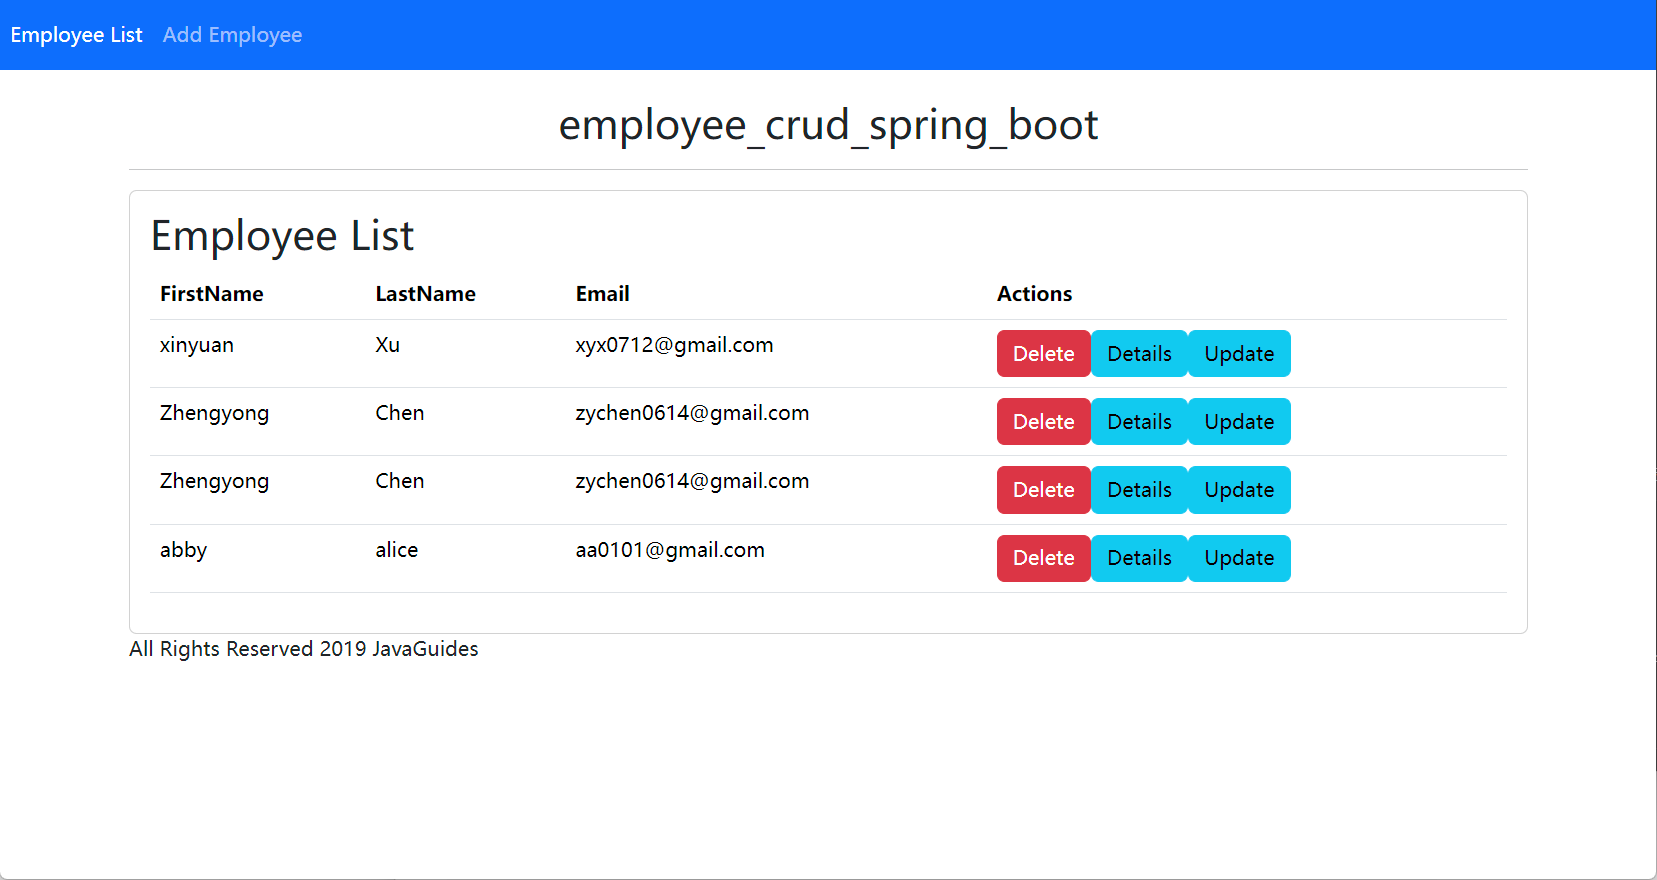 Employee List Add Employee
employee_crud_spring_boot
Employee List
FirstName LastName Email Actions
xinyuan Xu xyx0712@gmail.com Delete Details Update
Zhengyong Chen zychen0614@gmail.com Delete Details Update
Zhengyong Chen zychen0614@gmail.com Delete Details Update
abby alice aa0101@gmail.com Delete Details Update
All Rights Reserved 2019 JavaGuides